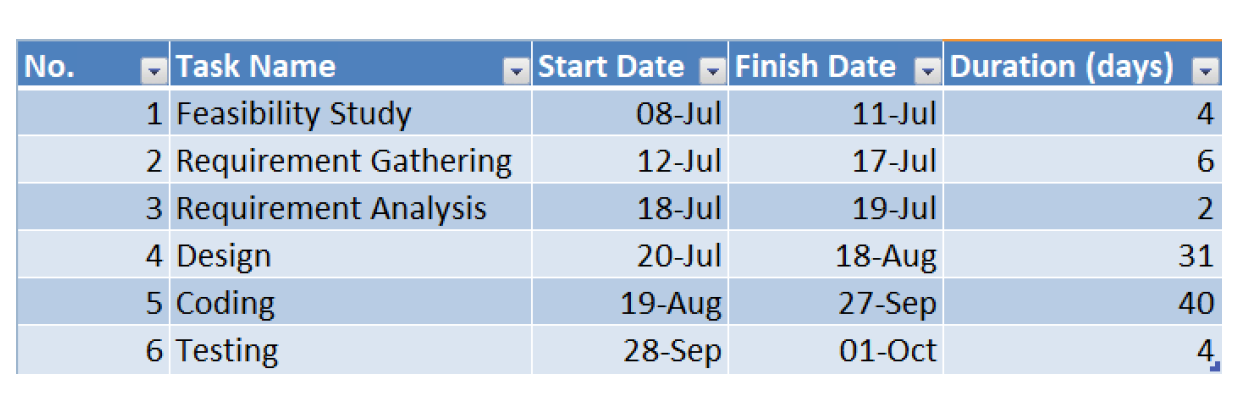 No. Task Name Start Date Finish Date Duration (days)
1 Feasibility Study 08-Jul 11-Jul 4
2 Requirement Gathering 12-Jul 17-Jul 6
3 Requirement Analysis 18-Jul 19-Jul 2
4 Design 20-Jul 18-Aug 31
5 Coding 19-Aug 27-Sep 40
6 Testing 28-Sep 01-Oct 4